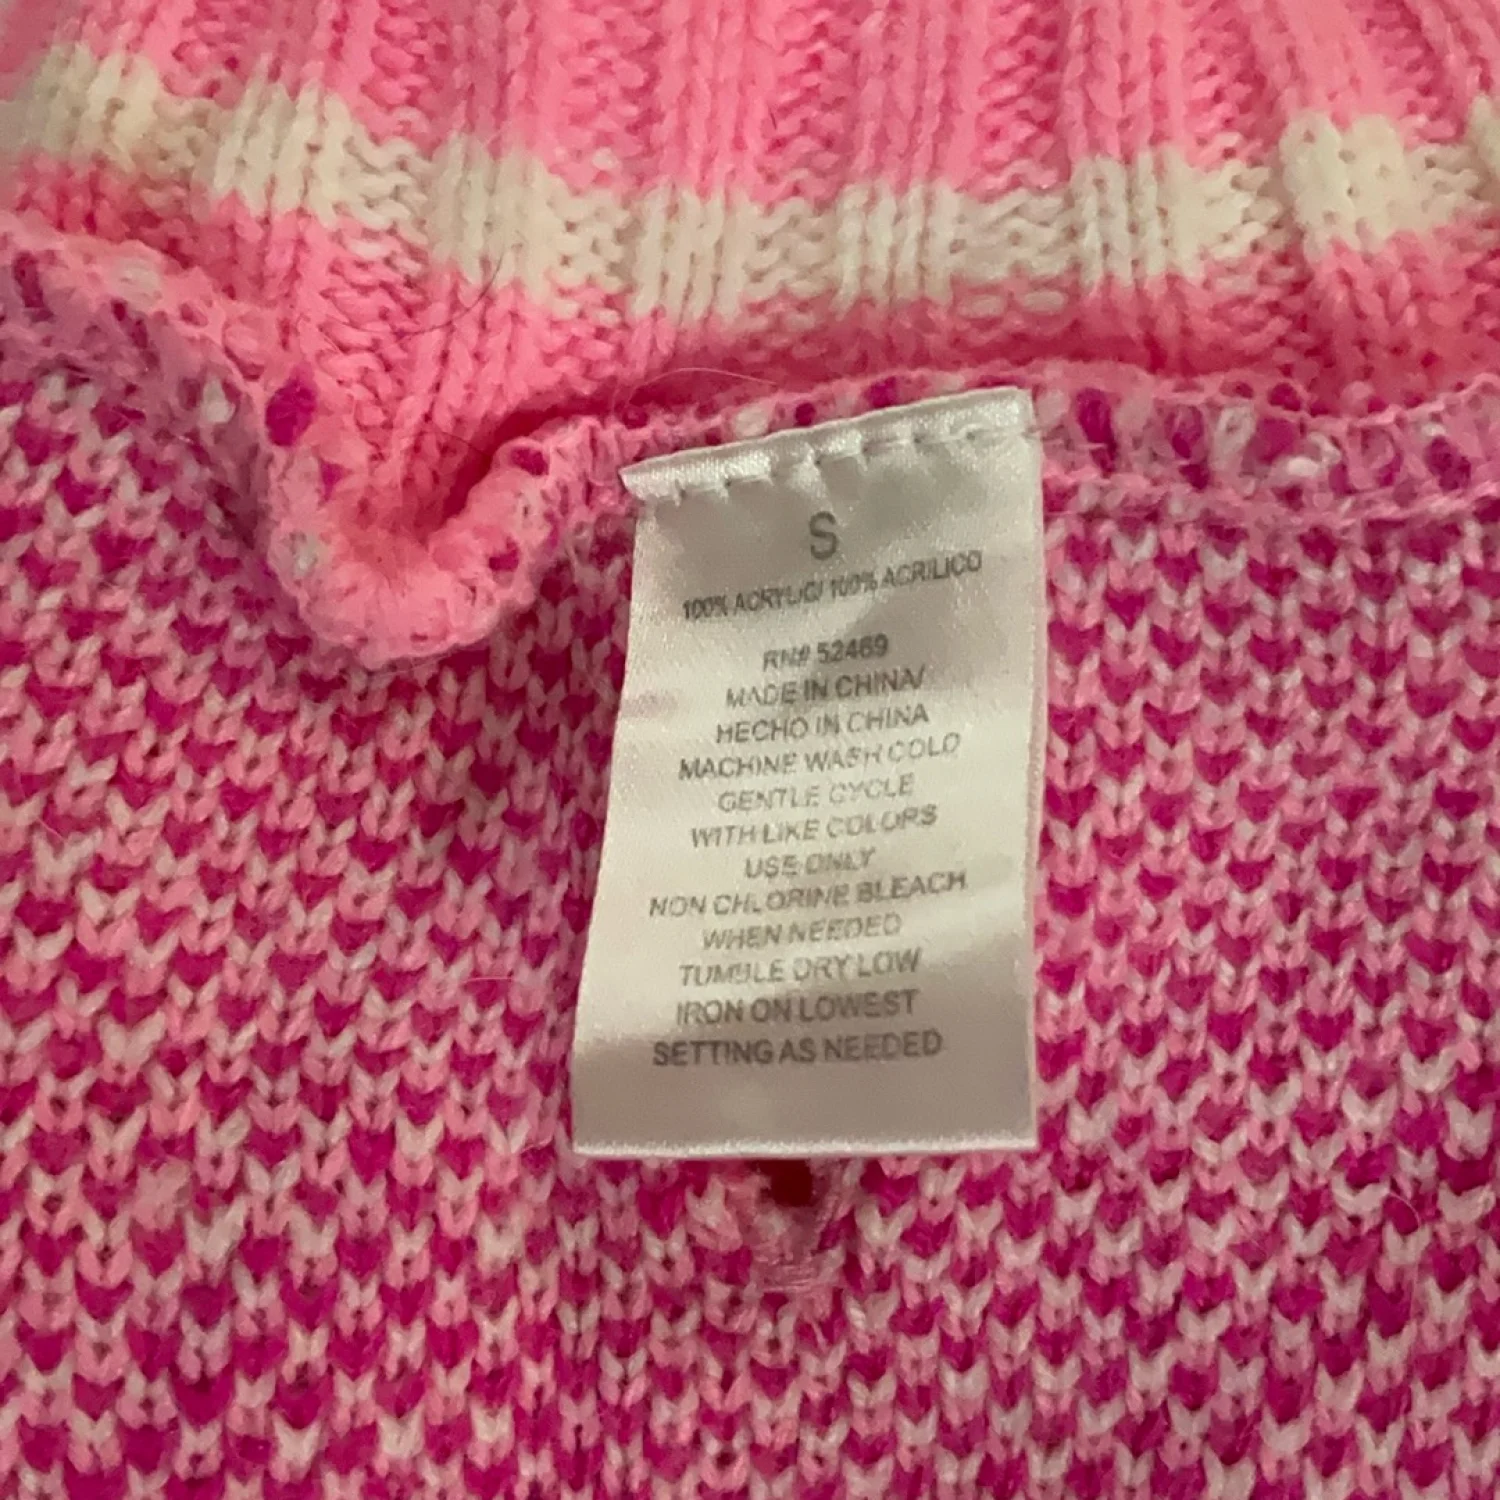 S
100% ACRYLIC/ 100% ACRILICO
RN# 52469
MADE IN CHINA/
HECHO IN CHINA
MACHINE WASH COLD
GENTLE CYCLE
WITH LIKE COLORS
USE ONLY
NON CHLORINE BLEACH
WHEN NEEDED
TUMBLE DRY LOW
IRON ON LOWEST
SETTING AS NEEDED